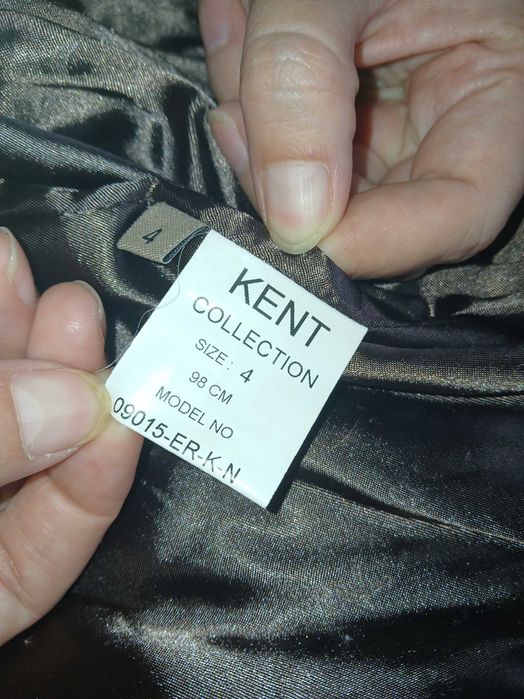 4
KENT
COLLECTION
SIZE: 4
98 CM
MODEL NO
09015-ER-K-N